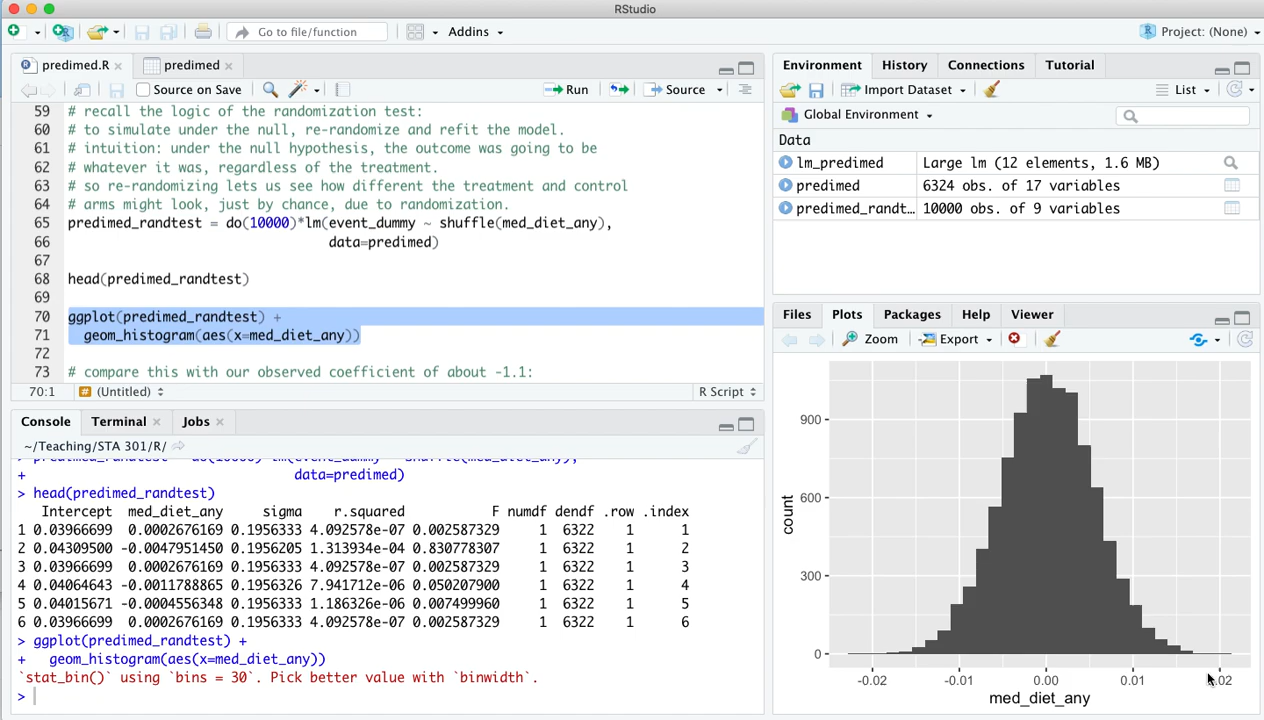 RStudio
Go to file/function
Addins
Project: (None)
predimed.R
predimed
Source on Save
Run
Source
59 # recall the logic of the randomization test:
60 # to simulate under the null, re-randomize and refit the model.
61 # intuition: under the null hypothesis, the outcome was going to be
62 # whatever it was, regardless of the treatment.
63 # so re-randomizing lets us see how different the treatment and control
64 # arms might look, just by chance, due to randomization.
65 predimed_randtest = do(10000)*lm(event_dummy ~ shuffle(med_diet_any),
66 data=predimed)
67
68 head(predimed_randtest)
69
70 ggplot(predimed_randtest) +
71 geom_histogram(aes(x=med_diet_any))
72
73 # compare this with our observed coefficient of about -1.1:
70:1 (Untitled) R Script
Console Terminal Jobs
~/Teaching/STA 301/R/
+ data=predimed)
> head(predimed_randtest)
Intercept med_diet_any sigma r.squared F numdf dendf .row .index
1 0.03966699 0.0002676169 0.1956333 4.092578e-07 0.002587329 1 6322 1 1
2 0.04309500 -0.0047951450 0.1956205 1.313934e-04 0.830778307 1 6322 1 2
3 0.03966699 0.0002676169 0.1956333 4.092578e-07 0.002587329 1 6322 1 3
4 0.04064643 -0.0011788865 0.1956326 7.941712e-06 0.050207900 1 6322 1 4
5 0.04015671 -0.0004556348 0.1956333 1.186326e-06 0.007499960 1 6322 1 5
6 0.03966699 0.0002676169 0.1956333 4.092578e-07 0.002587329 1 6322 1 6
> ggplot(predimed_randtest) +
+ geom_histogram(aes(x=med_diet_any))
`stat_bin()` using `bins = 30`. Pick better value with `binwidth`.
>
Environment History Connections Tutorial
Import Dataset
List
Global Environment
Data
lm_predimed Large lm (12 elements, 1.6 MB)
predimed 6324 obs. of 17 variables
predimed_randt… 10000 obs. of 9 variables
Files Plots Packages Help Viewer
Zoom Export
900
600
300
0
count
-0.02 -0.01 0.00 0.01
med_diet_any